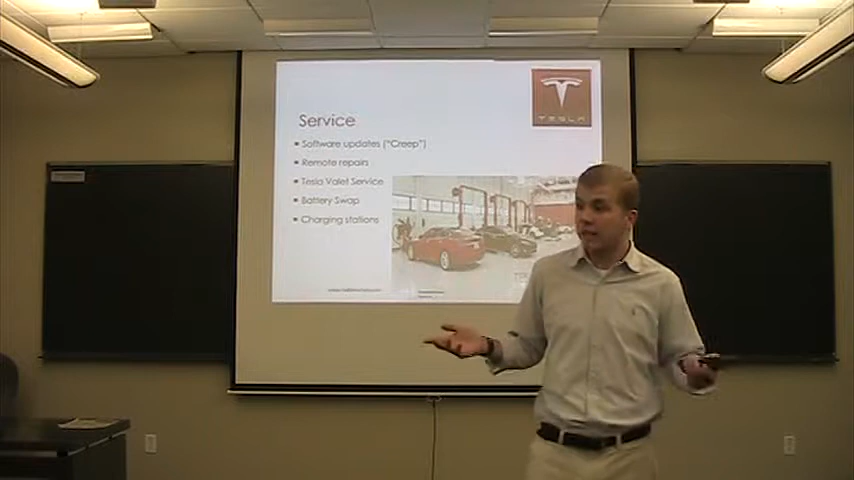 TESLA
Service
Software updates ("Creep")
Remote repairs
Tesla Valet Service
Battery Swap
Charging stations